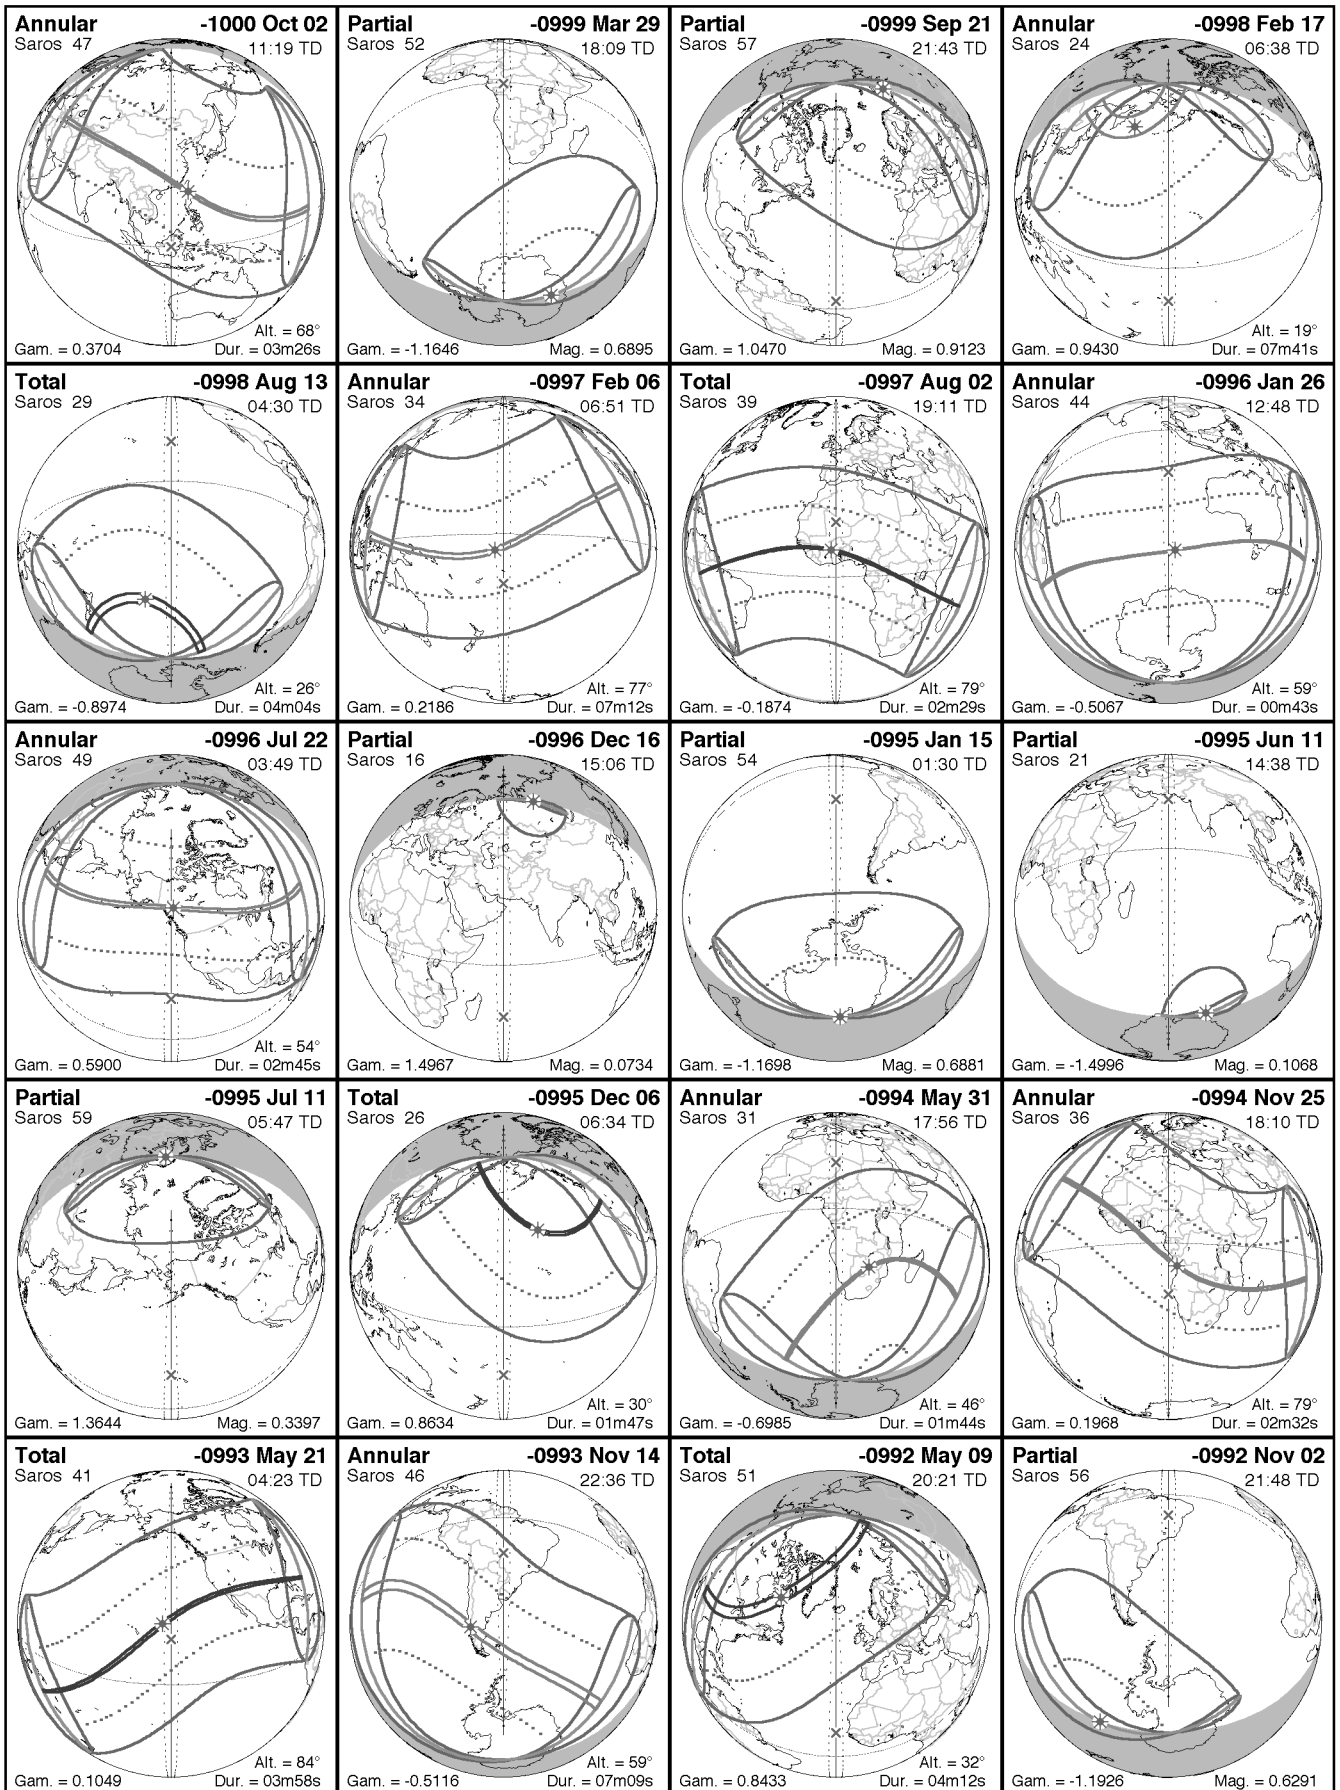 Annular -1000 Oct 02
Saros 47 11:19 TD
Alt. = 68°
Gam. = 0.3704 Dur. = 03m26s
Partial -0999 Mar 29
Saros 52 18:09 TD
Gam. = -1.1646 Mag. = 0.6895
Partial -0999 Sep 21
Saros 57 21:43 TD
Gam. = 1.0470 Mag. = 0.9123
Annular -0998 Feb 17
Saros 24 06:38 TD
Alt. = 19°
Gam. = 0.9430 Dur. = 07m41s
Total -0998 Aug 13
Saros 29 04:30 TD
Alt. = 26°
Gam. = -0.8974 Dur. = 04m04s
Annular -0997 Feb 06
Saros 34 06:51 TD
Alt. = 77°
Gam. = 0.2186 Dur. = 07m12s
Total -0997 Aug 02
Saros 39 19:11 TD
Alt. = 79°
Gam. = -0.1874 Dur. = 02m29s
Annular -0996 Jan 26
Saros 44 12:48 TD
Alt. = 59°
Gam. = -0.5067 Dur. = 00m43s
Annular -0996 Jul 22
Saros 49 03:49 TD
Alt. = 54°
Gam. = 0.5900 Dur. = 02m45s
Partial -0996 Dec 16
Saros 16 15:06 TD
Gam. = 1.4967 Mag. = 0.0734
Partial -0995 Jan 15
Saros 54 01:30 TD
Gam. = -1.1698 Mag. = 0.6881
Partial -0995 Jun 11
Saros 21 14:38 TD
Gam. = -1.4996 Mag. = 0.1068
Partial -0995 Jul 11
Saros 59 05:47 TD
Gam. = 1.3644 Mag. = 0.3397
Total -0995 Dec 06
Saros 26 06:34 TD
Alt. = 30°
Gam. = 0.8634 Dur. = 01m47s
Annular -0994 May 31
Saros 31 17:56 TD
Alt. = 46°
Gam. = -0.6985 Dur. = 01m44s
Annular -0994 Nov 25
Saros 36 18:10 TD
Alt. = 79°
Gam. = 0.1968 Dur. = 02m32s
Total -0993 May 21
Saros 41 04:23 TD
Alt. = 84°
Gam. = 0.1049 Dur. = 03m58s
Annular -0993 Nov 14
Saros 46 22:36 TD
Alt. = 59°
Gam. = -0.5116 Dur. = 07m09s
Total -0992 May 09
Saros 51 20:21 TD
Alt. = 32°
Gam. = 0.8433 Dur. = 04m12s
Partial -0992 Nov 02
Saros 56 21:48 TD
Gam. = -1.1926 Mag. = 0.6291